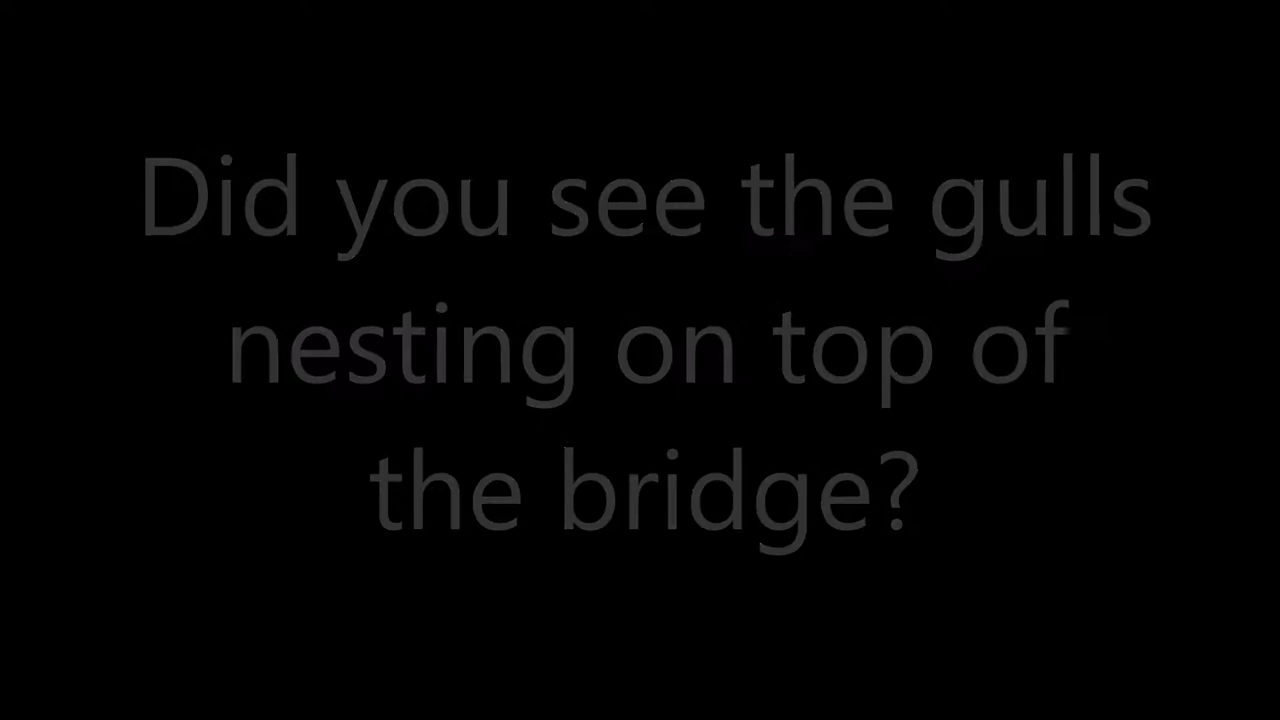 Did you see the gulls
nesting on top of
the bridge?